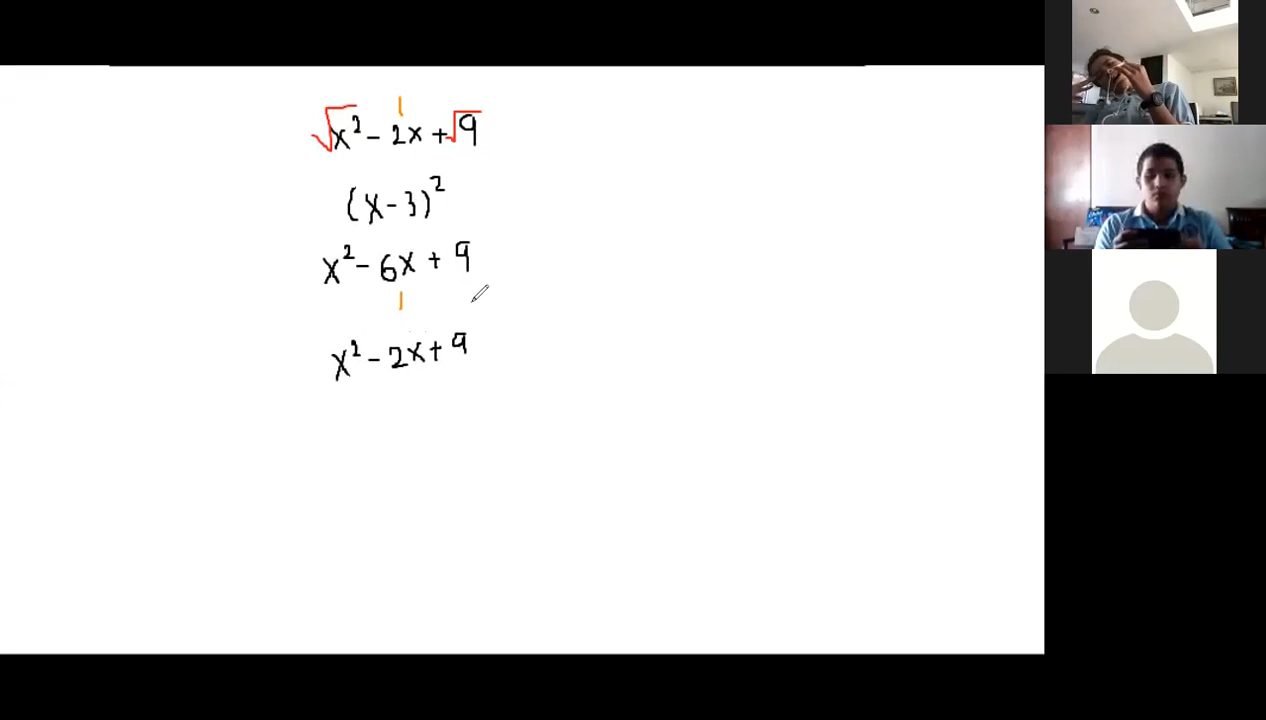 √x² - 2x + √9
(x - 3)²
x² - 6x + 9
x² - 2x + 9